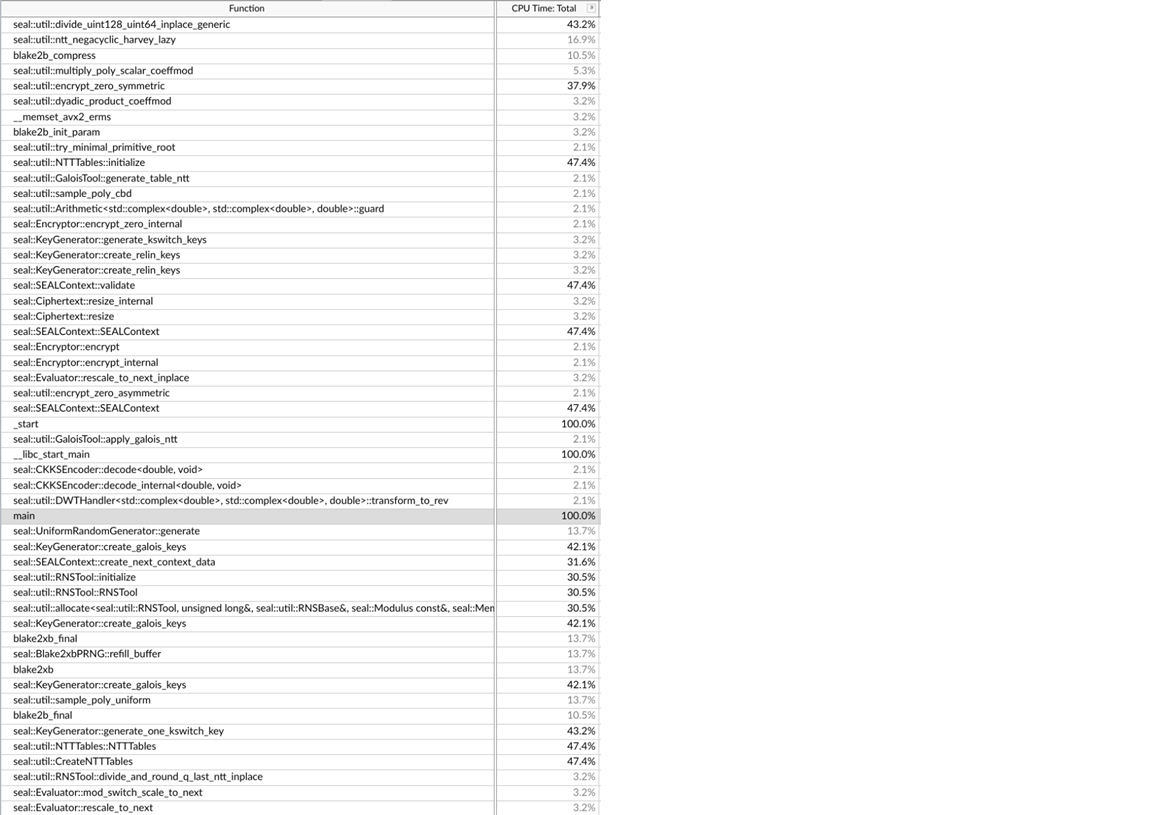 Function CPU Time: Total »
seal::util::divide_uint128_uint64_inplace_generic 43.2%
seal::util::ntt_negacyclic_harvey_lazy 16.9%
blake2b_compress 10.5%
seal::util::multiply_poly_scalar_coeffmod 5.3%
seal::util::encrypt_zero_symmetric 37.9%
seal::util::dyadic_product_coeffmod 3.2%
__memset_avx2_erms 3.2%
blake2b_init_param 3.2%
seal::util::try_minimal_primitive_root 2.1%
seal::util::NTTTables::initialize 47.4%
seal::util::GaloisTool::generate_table_ntt 2.1%
seal::util::sample_poly_cbd 2.1%
seal::util::Arithmetic<std::complex<double>, std::complex<double>, double>::guard 2.1%
seal::Encryptor::encrypt_zero_internal 2.1%
seal::KeyGenerator::generate_kswitch_keys 3.2%
seal::KeyGenerator::create_relin_keys 3.2%
seal::KeyGenerator::create_relin_keys 3.2%
seal::SEALContext::validate 47.4%
seal::Ciphertext::resize_internal 3.2%
seal::Ciphertext::resize 3.2%
seal::SEALContext::SEALContext 47.4%
seal::Encryptor::encrypt 2.1%
seal::Encryptor::encrypt_internal 2.1%
seal::Evaluator::rescale_to_next_inplace 3.2%
seal::util::encrypt_zero_asymmetric 2.1%
seal::SEALContext::SEALContext 47.4%
_start 100.0%
seal::util::GaloisTool::apply_galois_ntt 2.1%
__libc_start_main 100.0%
seal::CKKSEncoder::decode<double, void> 2.1%
seal::CKKSEncoder::decode_internal<double, void> 2.1%
seal::util::DWTHandler<std::complex<double>, std::complex<double>, double>::transform_to_rev 2.1%
main 100.0%
seal::UniformRandomGenerator::generate 13.7%
seal::KeyGenerator::create_galois_keys 42.1%
seal::SEALContext::create_next_context_data 31.6%
seal::util::RNSTool::initialize 30.5%
seal::util::RNSTool::RNSTool 30.5%
seal::util::allocate<seal::util::RNSTool, unsigned long&, seal::util::RNSBase&, seal::Modulus const&, seal::Mem 30.5%
seal::KeyGenerator::create_galois_keys 42.1%
blake2xb_final 13.7%
seal::Blake2xbPRNG::refill_buffer 13.7%
blake2xb 13.7%
seal::KeyGenerator::create_galois_keys 42.1%
seal::util::sample_poly_uniform 13.7%
blake2b_final 10.5%
seal::KeyGenerator::generate_one_kswitch_key 43.2%
seal::util::NTTTables::NTTTables 47.4%
seal::util::CreateNTTTables 47.4%
seal::util::RNSTool::divide_and_round_q_last_ntt_inplace 3.2%
seal::Evaluator::mod_switch_scale_to_next 3.2%
seal::Evaluator::rescale_to_next 3.2%